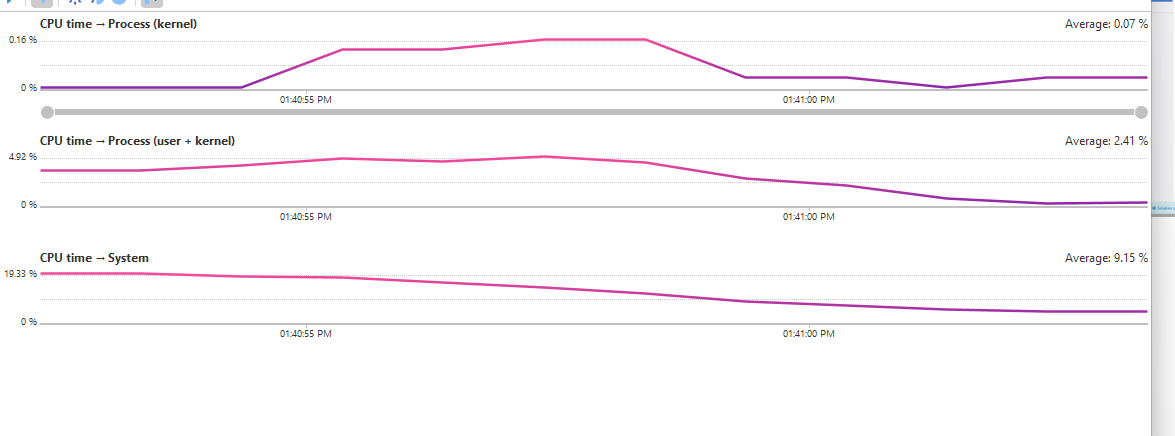 CPU time → Process (kernel) Average: 0.07 %
0.16 %
0 %
01:40:55 PM 01:41:00 PM
CPU time → Process (user + kernel) Average: 2.41 %
4.92 %
0 %
01:40:55 PM 01:41:00 PM
CPU time → System Average: 9.15 %
19.33 %
0 %
01:40:55 PM 01:41:00 PM